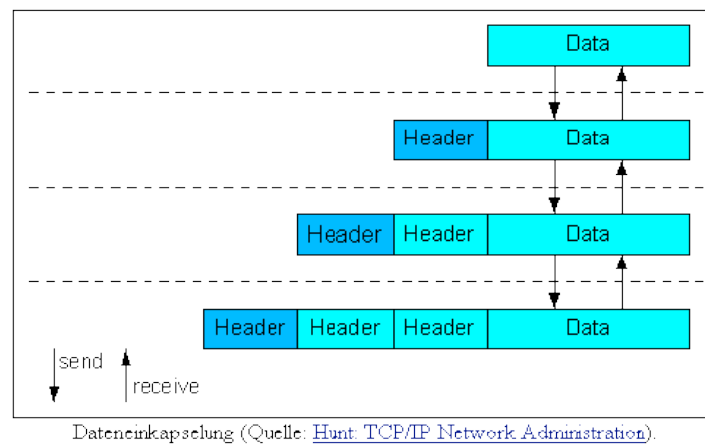 Data
Header Data
Header Header Data
Header Header Header Data
send
receive
Dateneinkapselung (Quelle: Hunt: TCP/IP Network Administration).